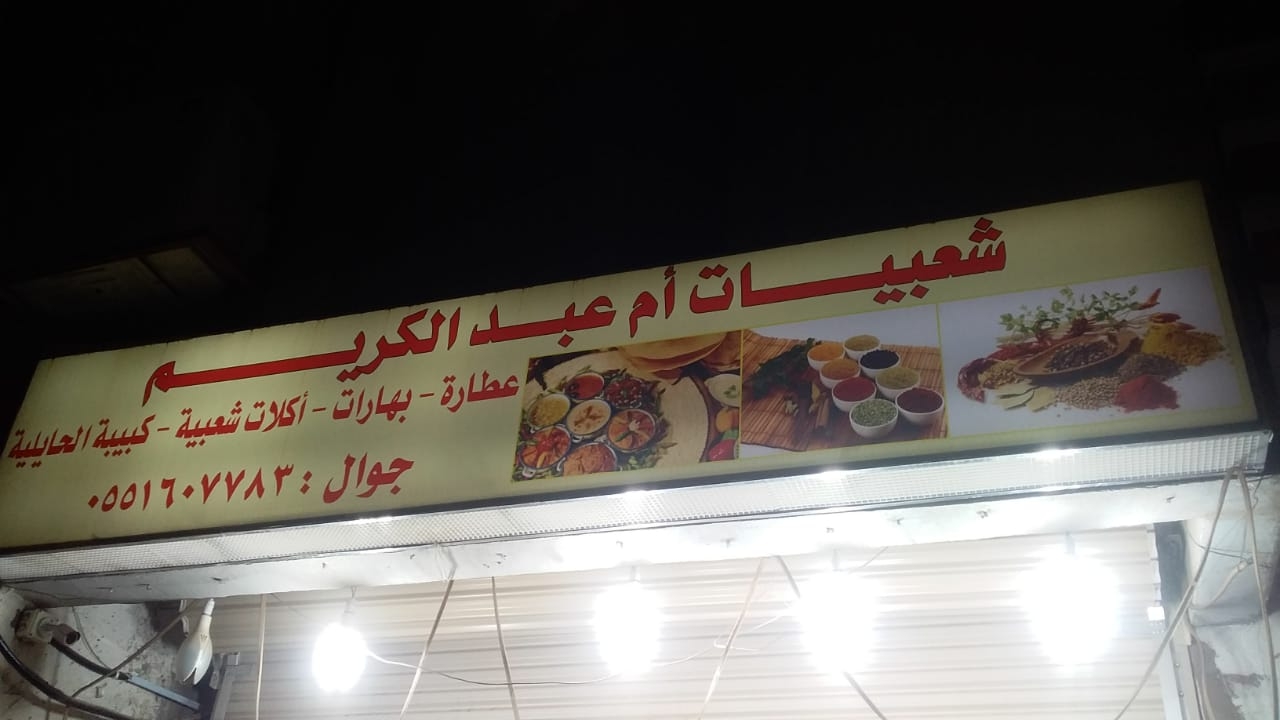 شعبيات أم عبد الكريم
عطارة - بهارات - أكلات شعبية - كبيبة الحايلية
جوال : ٠٥٥١٦٠٧٧٨٣